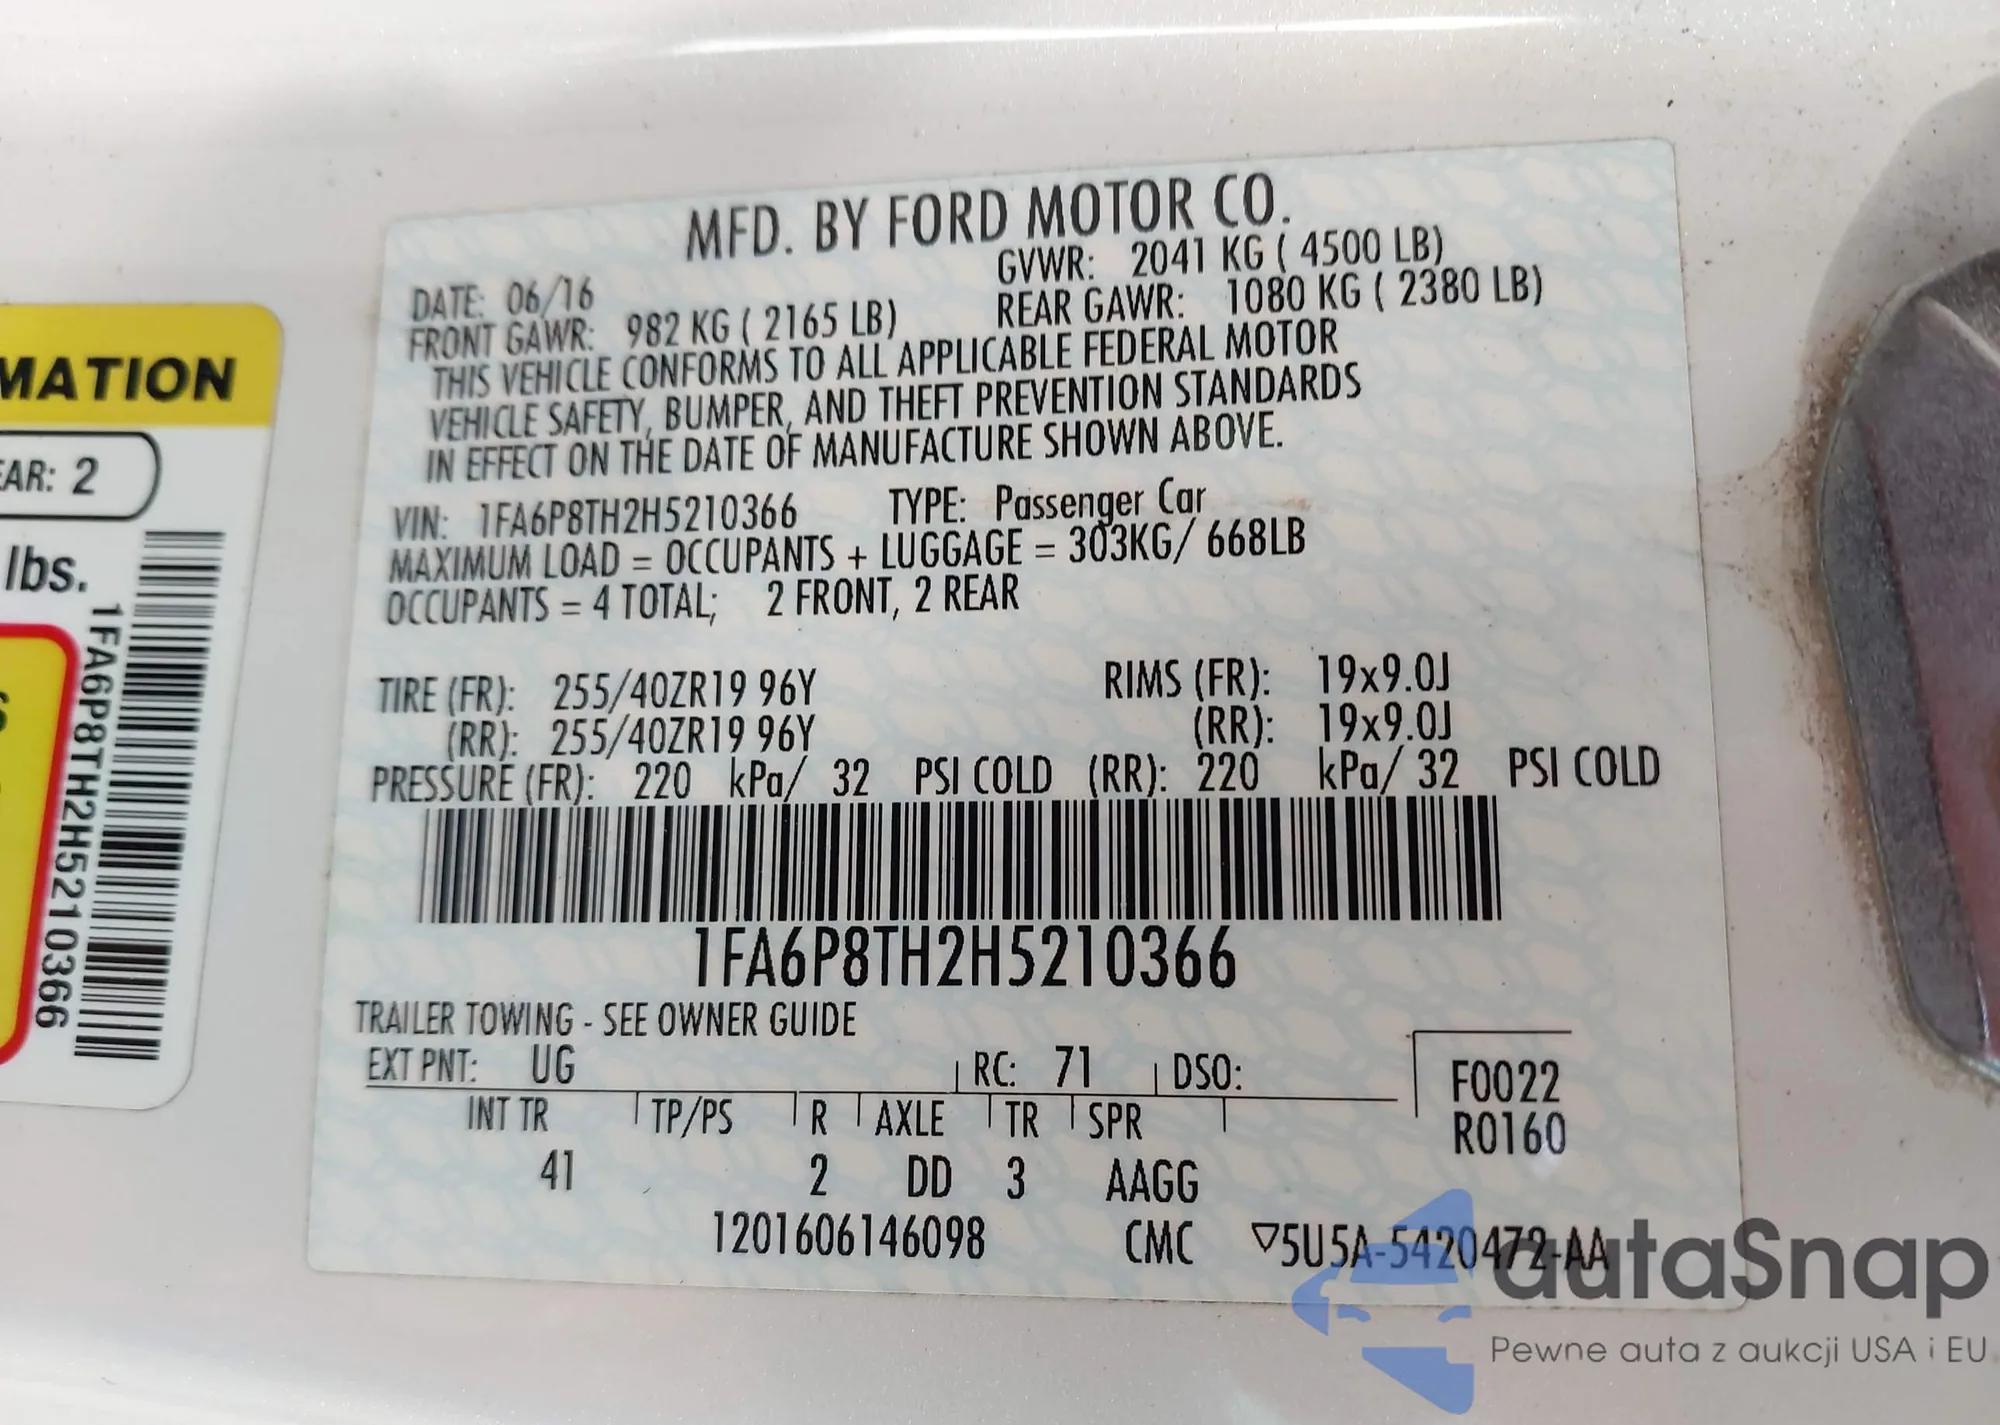 MATION
EAR: 2
lbs.
1FA6P8TH2H5210366
MFD. BY FORD MOTOR CO.
DATE: 06/16 GVWR: 2041 KG ( 4500 LB)
FRONT GAWR: 982 KG ( 2165 LB) REAR GAWR: 1080 KG ( 2380 LB)
THIS VEHICLE CONFORMS TO ALL APPLICABLE FEDERAL MOTOR
VEHICLE SAFETY, BUMPER, AND THEFT PREVENTION STANDARDS
IN EFFECT ON THE DATE OF MANUFACTURE SHOWN ABOVE.
VIN: 1FA6P8TH2H5210366 TYPE: Passenger Car
MAXIMUM LOAD = OCCUPANTS + LUGGAGE = 303KG/ 668LB
OCCUPANTS = 4 TOTAL; 2 FRONT, 2 REAR
TIRE (FR): 255/40ZR19 96Y RIMS (FR): 19x9.0J
(RR): 255/40ZR19 96Y (RR): 19x9.0J
PRESSURE (FR): 220 kPa/ 32 PSI COLD (RR): 220 kPa/ 32 PSI COLD
1FA6P8TH2H5210366
TRAILER TOWING - SEE OWNER GUIDE
EXT PNT: UG RC: 71 DSO: F0022
INT TR TP/PS R AXLE TR SPR R0160
41 2 DD 3 AAGG
1201606146098 CMC ▽5U5A-5420472-AA
autaSnap
Pewne auta z aukcji USA i EU